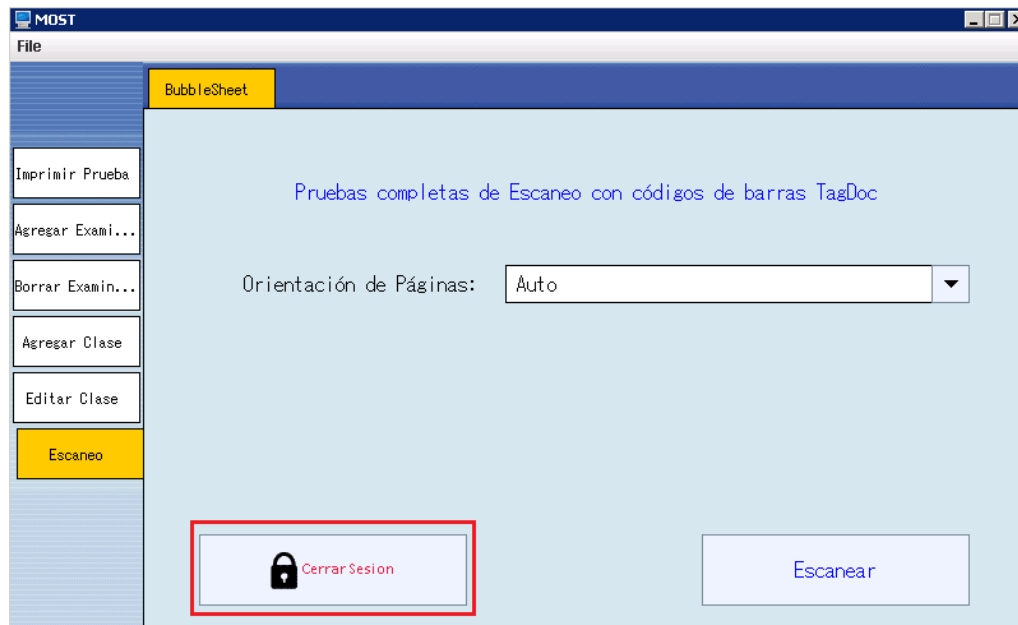 MOST
File
BubbleSheet
Imprimir Prueba
Agregar Exami...
Borrar Examin...
Agregar Clase
Editar Clase
Escaneo
Pruebas completas de Escaneo con códigos de barras TagDoc
Orientación de Páginas: Auto
Cerrar Sesion
Escanear